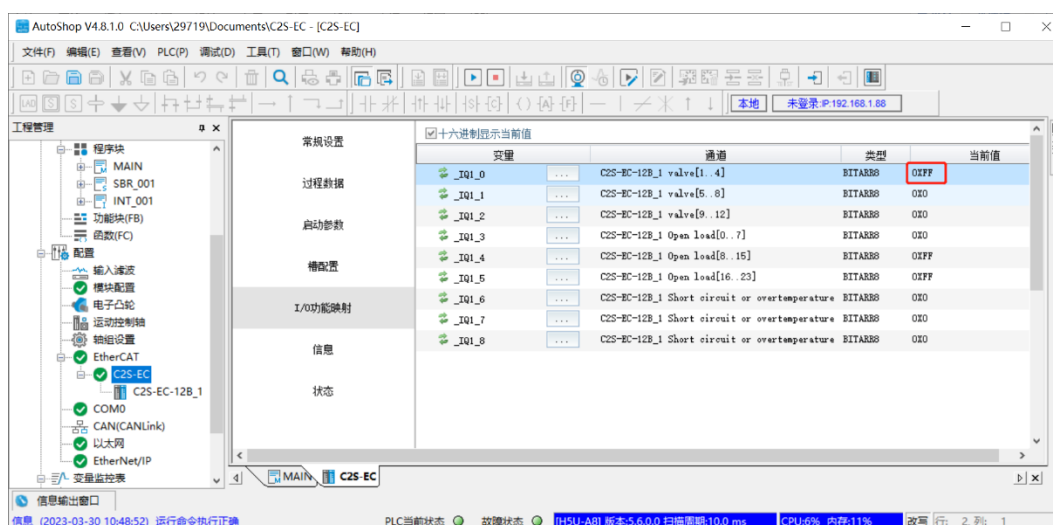 AutoShop V4.8.1.0 C:\Users\29719\Documents\C2S-EC - [C2S-EC]
文件(F) 编辑(E) 查看(V) PLC(P) 调试(D) 工具(T) 窗口(W) 帮助(H)
本地 未登录:IP:192.168.1.88
工程管理
程序块
MAIN
SBR_001
INT_001
功能块(FB)
函数(FC)
配置
输入滤波
模块配置
电子凸轮
运动控制轴
轴组设置
EtherCAT
C2S-EC
C2S-EC-12B_1
COM0
CAN(CANLink)
以太网
EtherNet/IP
变量监控表
常规设置
过程数据
启动参数
槽配置
I/O功能映射
信息
状态
十六进制显示当前值
变量 通道 类型 当前值
_IQ1_0 ... C2S-EC-12B_1 valve[1..4] BITARR8 0XFF
_IQ1_1 ... C2S-EC-12B_1 valve[5..8] BITARR8 0X0
_IQ1_2 ... C2S-EC-12B_1 valve[9..12] BITARR8 0X0
_IQ1_3 ... C2S-EC-12B_1 Open load[0..7] BITARR8 0X0
_IQ1_4 ... C2S-EC-12B_1 Open load[8..15] BITARR8 0XFF
_IQ1_5 ... C2S-EC-12B_1 Open load[16..23] BITARR8 0XFF
_IQ1_6 ... C2S-EC-12B_1 Short circuit or overtemperature BITARR8 0X0
_IQ1_7 ... C2S-EC-12B_1 Short circuit or overtemperature BITARR8 0X0
_IQ1_8 ... C2S-EC-12B_1 Short circuit or overtemperature BITARR8 0X0
MAIN C2S-EC
信息输出窗口
信息 (2023-03-30 10:48:52) 运行命令执行正确 PLC当前状态 故障状态 [H5U-A8] 版本:5.6.0.0 扫描周期:10.0 ms CPU:6% 内存:11% 改写 行: 2, 列: 1